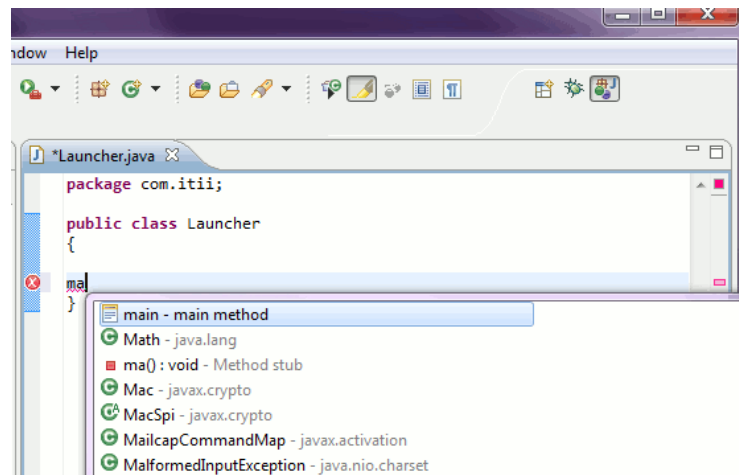 ndow Help
*Launcher.java
package com.itii;
public class Launcher
{
ma
}
main - main method
Math - java.lang
ma() : void - Method stub
Mac - javax.crypto
MacSpi - javax.crypto
MailcapCommandMap - javax.activation
MalformedInputException - java.nio.charset